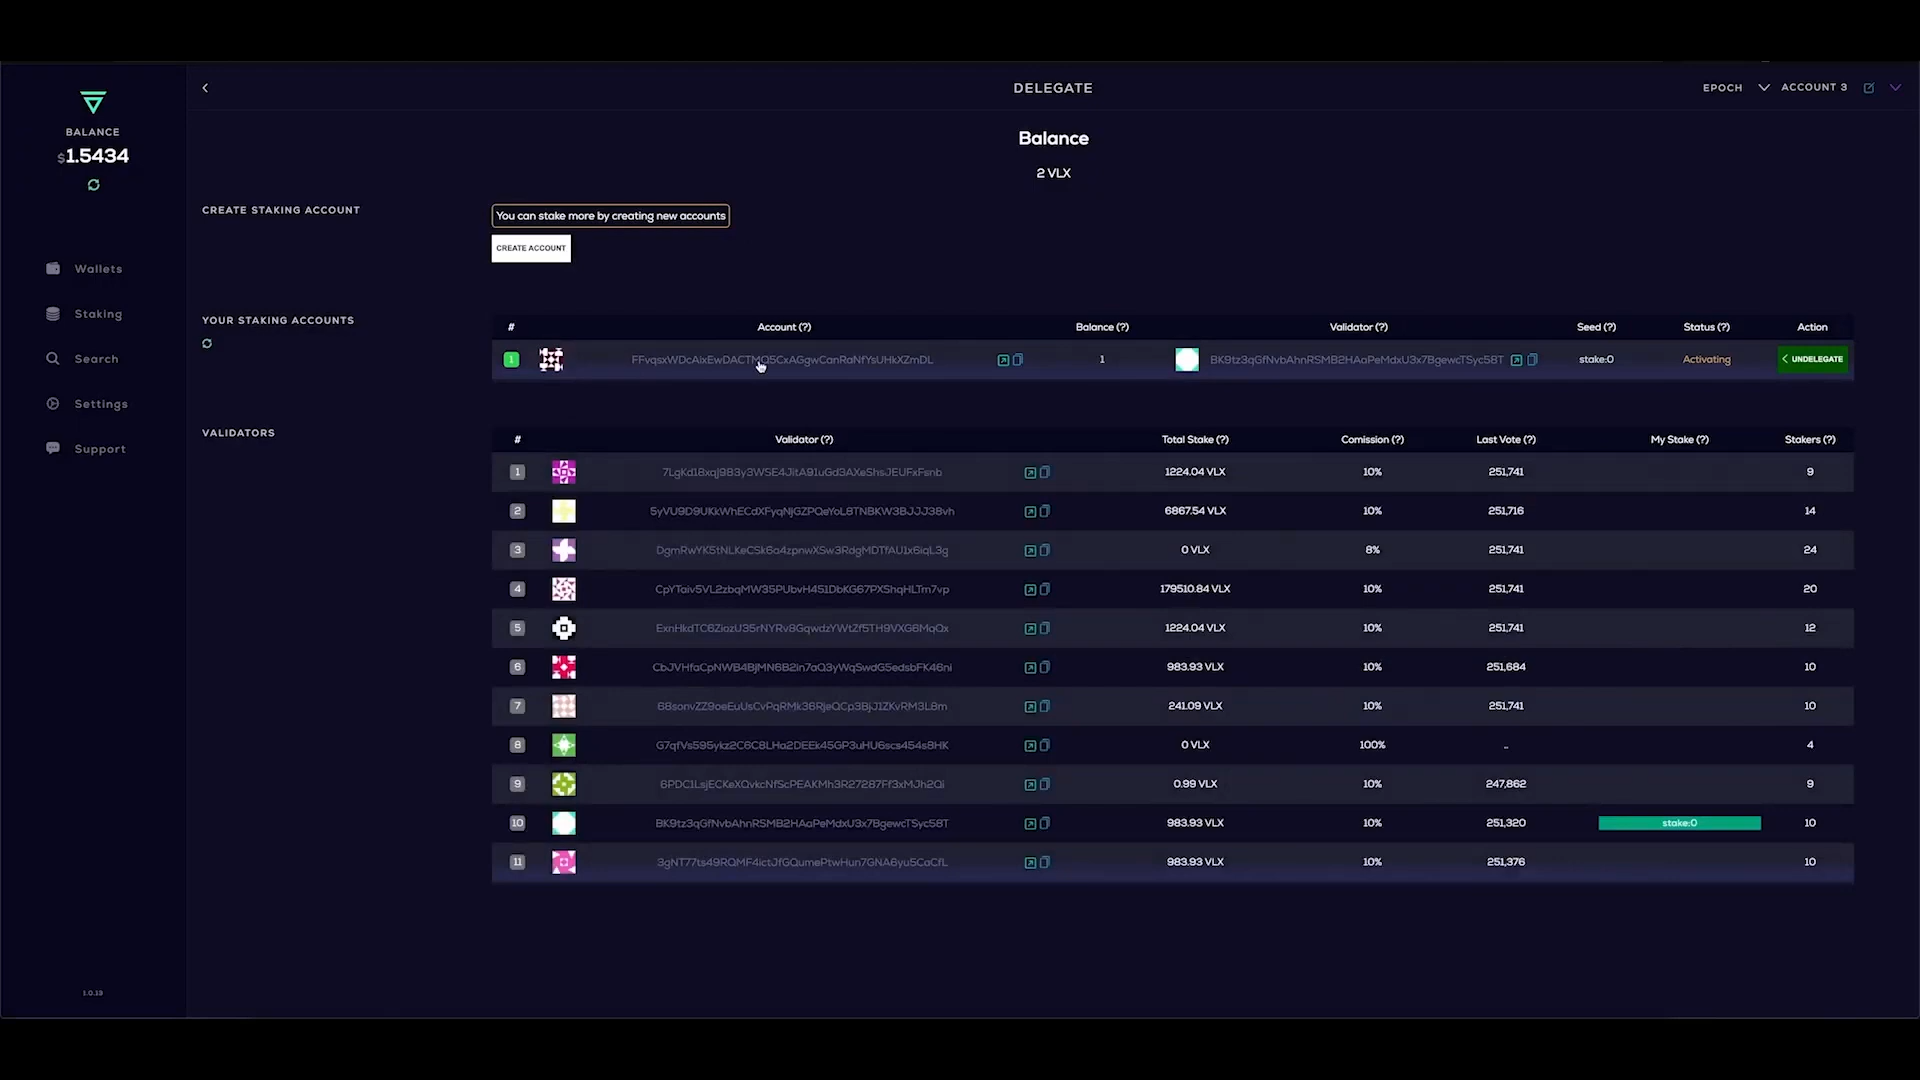 DELEGATE
EPOCH
ACCOUNT 3
BALANCE
$1.5434
Balance
2 VLX
CREATE STAKING ACCOUNT
You can stake more by creating new accounts
CREATE ACCOUNT
Wallets
Staking
Search
Settings
Support
YOUR STAKING ACCOUNTS
# Account (?) Balance (?) Validator (?) Seed (?) Status (?) Action
1 1 stake:0 Activating UNDELEGATE
VALIDATORS
# Validator (?) Total Stake (?) Comission (?) Last Vote (?) My Stake (?) Stakers (?)
1 1224.04 VLX 10% 251,741 9
2 6867.54 VLX 10% 251,716 14
3 0 VLX 8% 251,741 24
4 179510.84 VLX 10% 251,741 20
5 1224.04 VLX 10% 251,741 12
6 983.93 VLX 10% 251,684 10
7 241.09 VLX 10% 251,741 10
8 0 VLX 100% .. 4
9 0.99 VLX 10% 247,862 9
10 983.93 VLX 10% 251,320 stake:0 10
11 983.93 VLX 10% 251,376 10
1.0.13